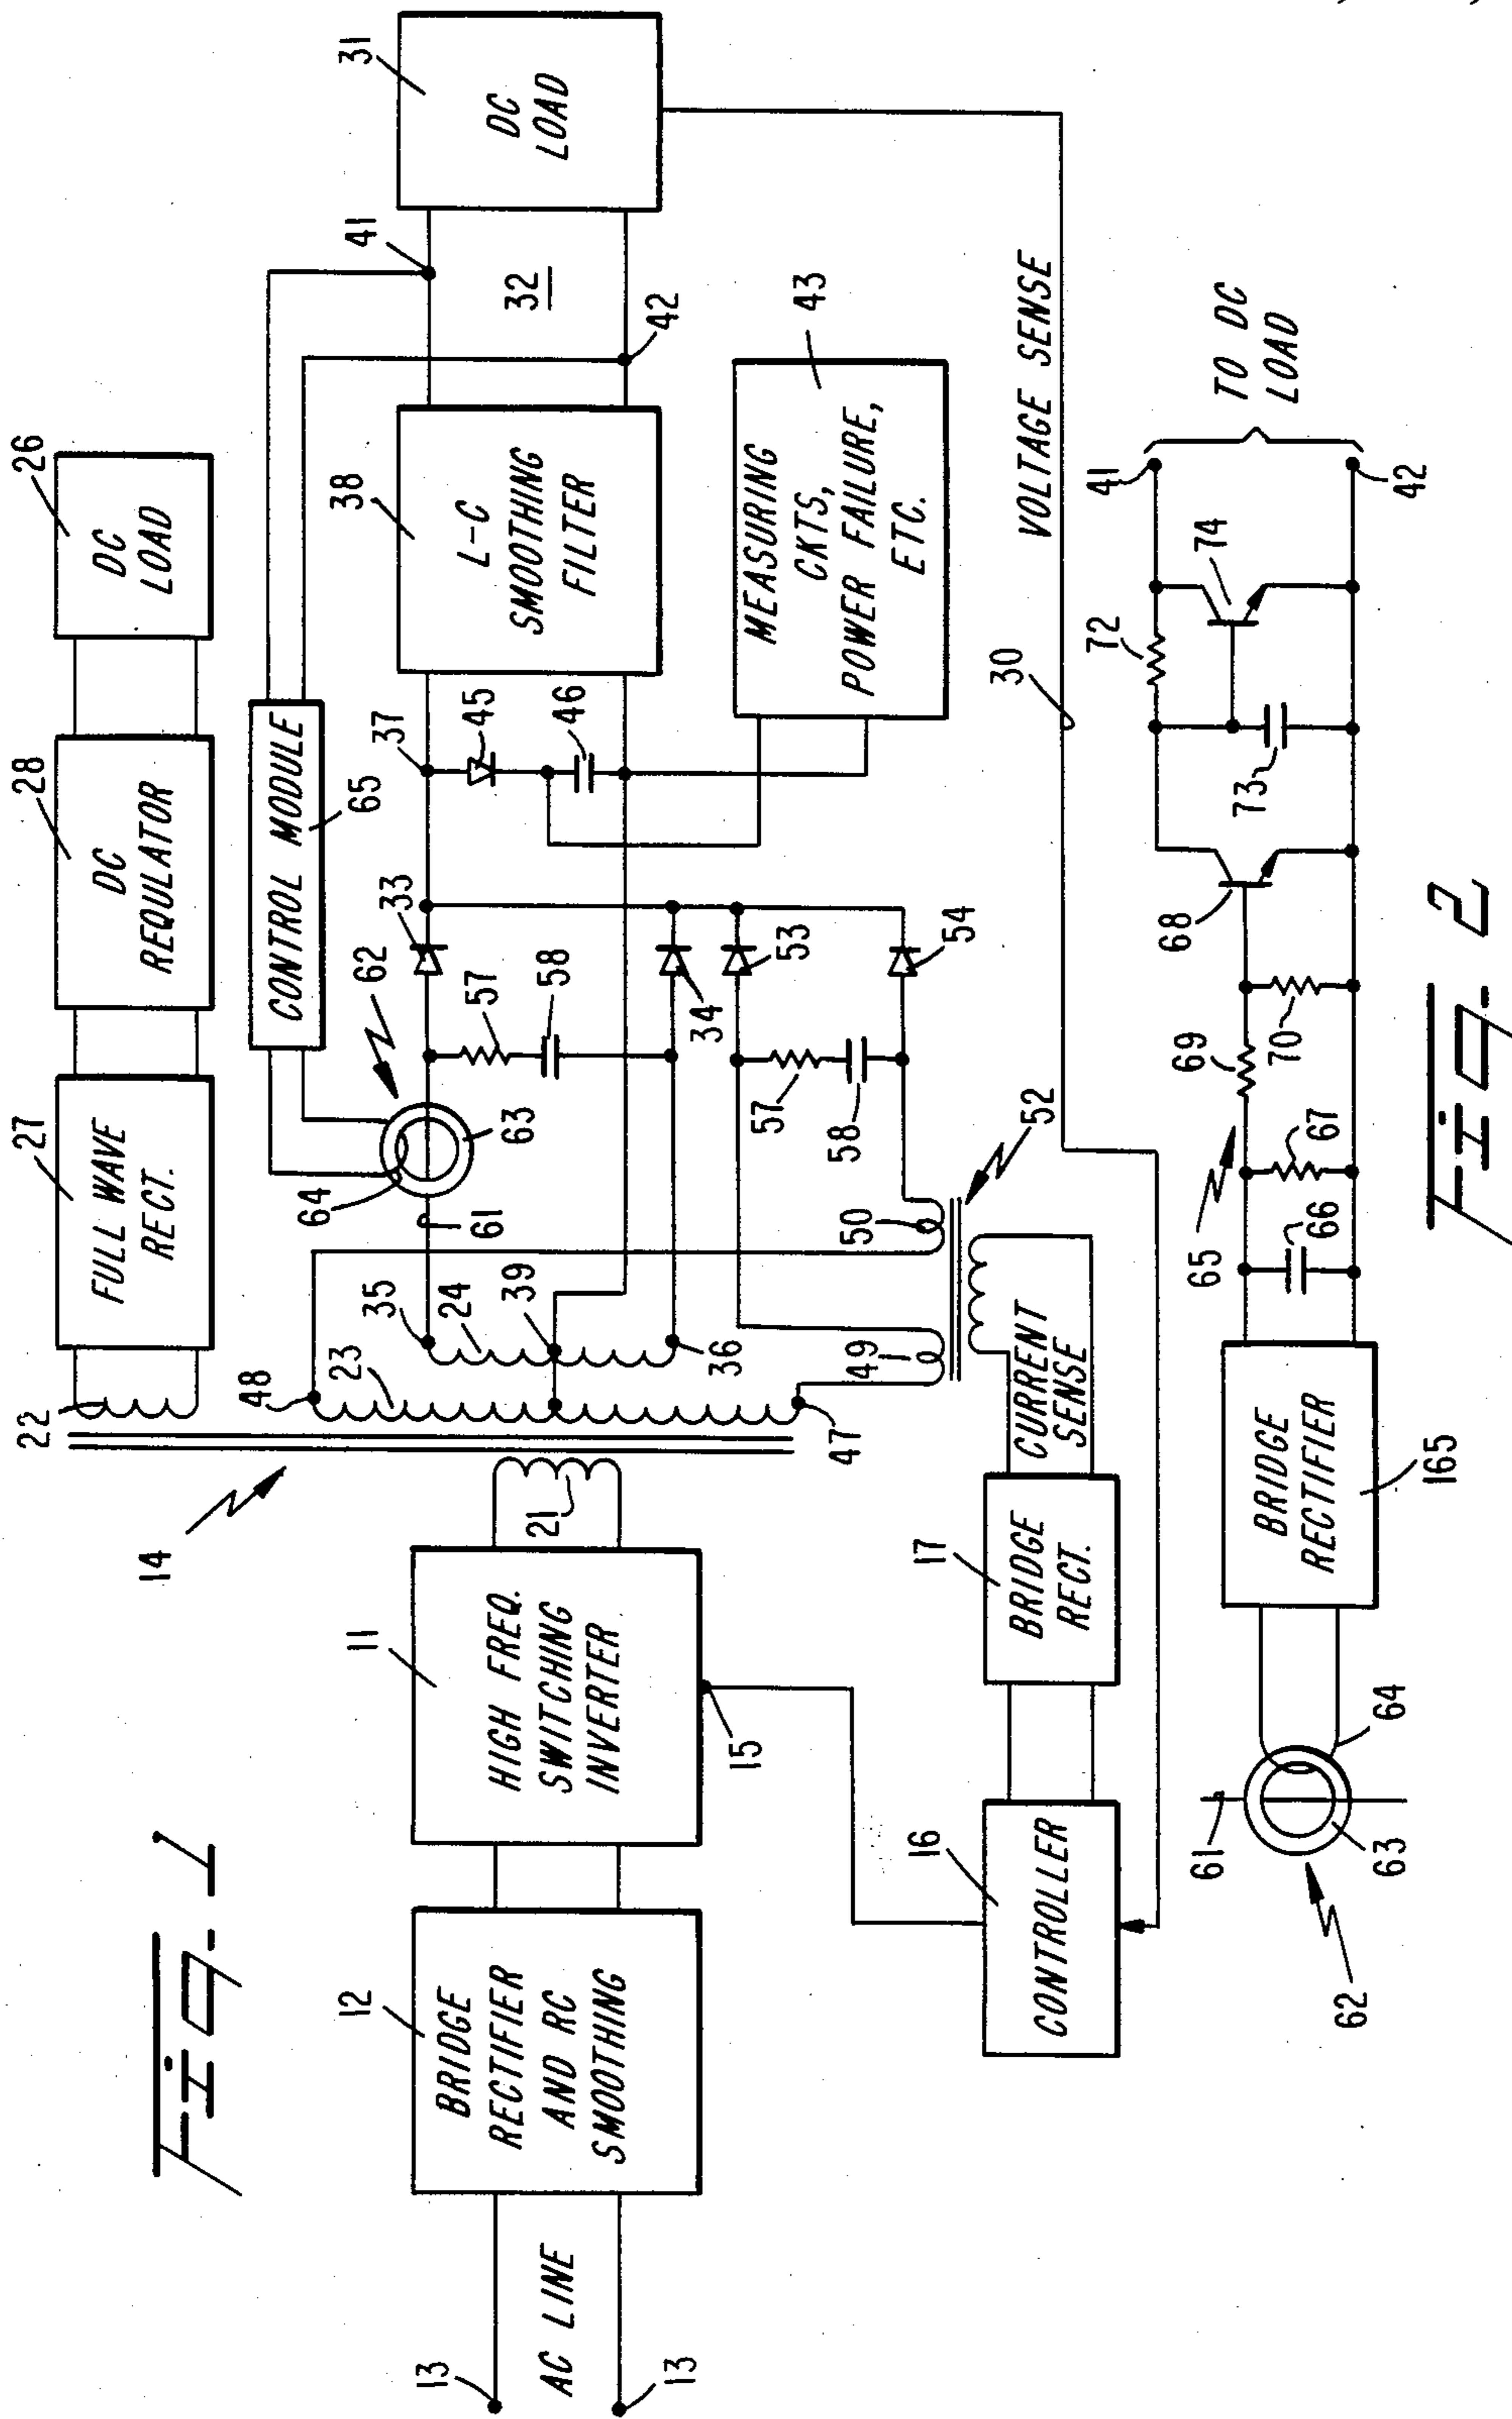 Fig. 1
13
13
AC LINE
12
BRIDGE
RECTIFIER
AND RC
SMOOTHING
11
HIGH FREQ.
SWITCHING
INVERTER
15
14
21
22
27
FULL WAVE
RECT.
28
DC
REQULATOR
26
DC
LOAD
CONTROL MODULE
65
48
23
35
24
39
36
47
61
64
63
62
33
57
58
34
53
54
57
58
49
50
52
37
45
46
38
L-C
SMOOTHING
FILTER
41
32
42
31
DC
LOAD
43
MEASURING
CKTS,
POWER FAILURE,
ETC.
30
VOLTAGE SENSE
CURRENT
SENSE
17
BRIDGE
RECT.
16
CONTROLLER
Fig. 2
62
61
63
64
BRIDGE
RECTIFIER
165
65
66
67
69
70
68
72
73
74
41
42
TO DC
LOAD